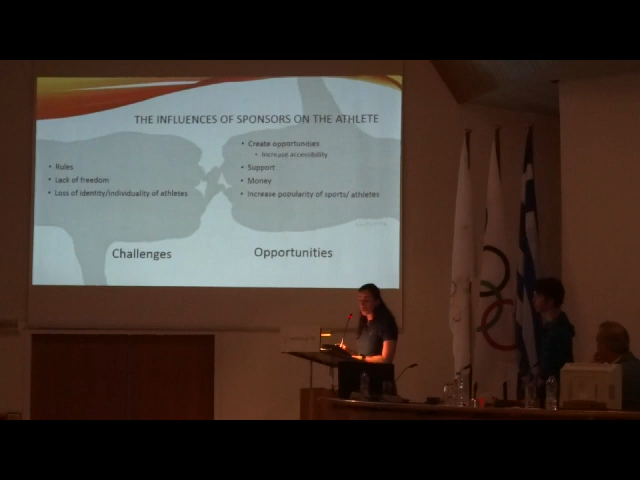 THE INFLUENCES OF SPONSORS ON THE ATHLETE
• Rules
• Lack of freedom
• Loss of identity/individuality of athletes
Challenges
• Create opportunities
• Increase accessibility
• Support
• Money
• Increase popularity of sports/ athletes
Opportunities